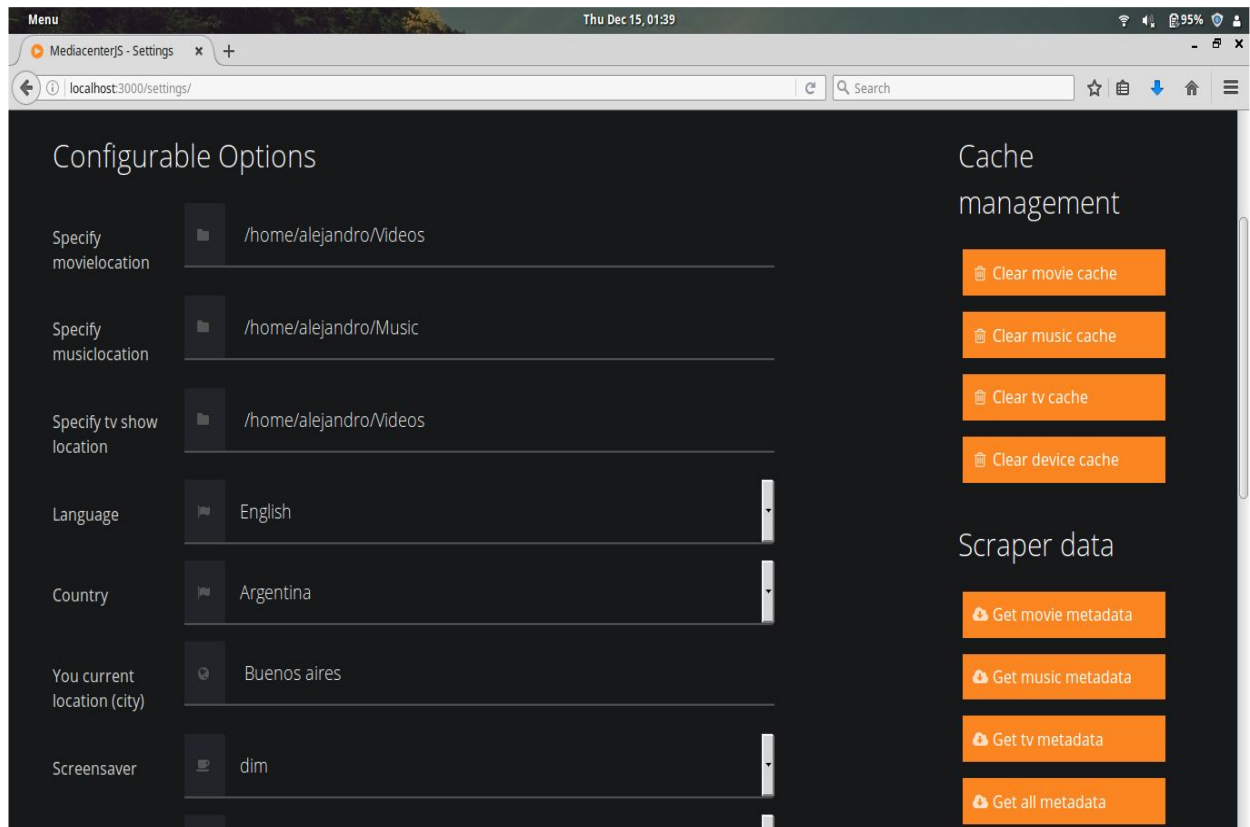 Menu
Thu Dec 15, 01:39
95%
MediacenterJS - Settings
localhost:3000/settings/
Search
Configurable Options
Specify
movielocation
/home/alejandro/Videos
Specify
musiclocation
/home/alejandro/Music
Specify tv show
location
/home/alejandro/Videos
Language
English
Country
Argentina
You current
location (city)
Buenos aires
Screensaver
dim
Cache
management
Clear movie cache
Clear music cache
Clear tv cache
Clear device cache
Scraper data
Get movie metadata
Get music metadata
Get tv metadata
Get all metadata